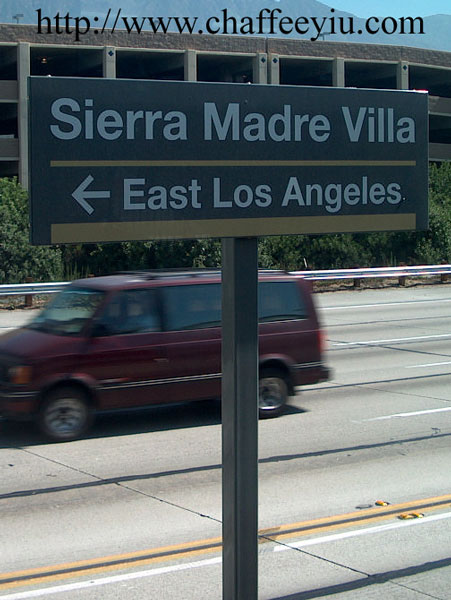 http://www.chaffeeyiu.com
Sierra Madre Villa
← East Los Angeles